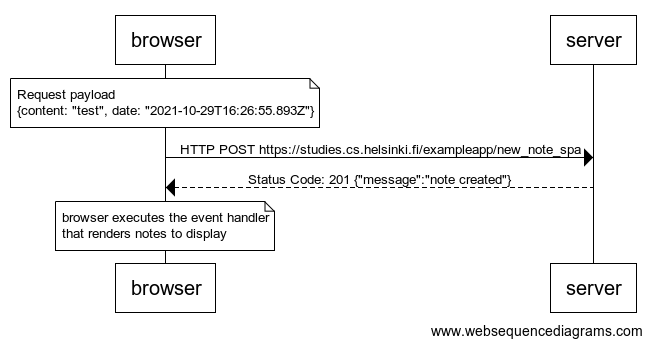 browser
server
Request payload
{content: "test", date: "2021-10-29T16:26:55.893Z"}
HTTP POST https://studies.cs.helsinki.fi/exampleapp/new_note_spa
Status Code: 201 {"message":"note created"}
browser executes the event handler
that renders notes to display
browser
server
www.websequencediagrams.com